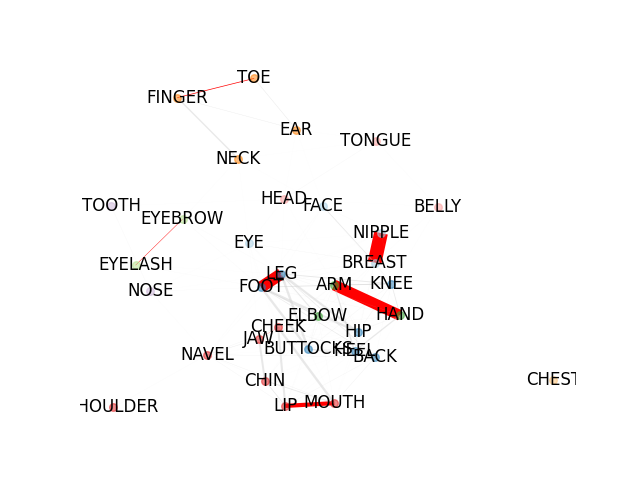 TOE
FINGER
EAR
TONGUE
NECK
HEAD
FACE
TOOTH
BELLY
EYEBROW
NIPPLE
EYE
BREAST
EYELASH
LEG
KNEE
FOOT
ARM
NOSE
ELBOW
HAND
CHEEK
HIP
JAW
BUTTOCKS
HEEL
NAVEL
BACK
CHIN
CHEST
LIP
MOUTH
HOULDER